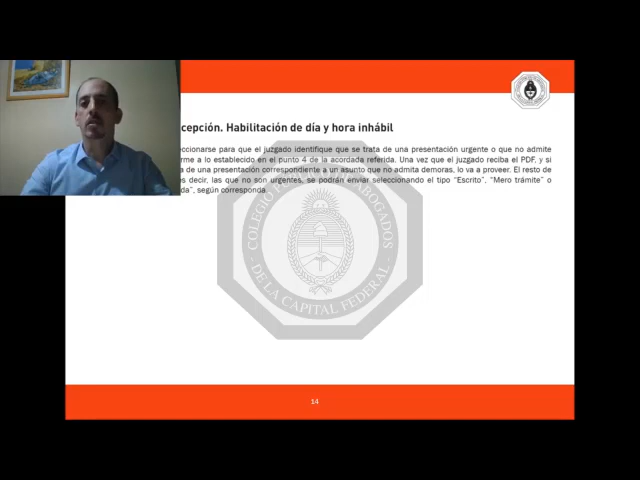 cepción. Habilitación de día y hora inhábil
eccionarse para que el juzgado identifique que se trata de una presentación urgente o que no admite
rme a lo establecido en el punto 4 de la acordada referida. Una vez que el juzgado reciba el PDF, y si
a de una presentación correspondiente a un asunto que no admita demoras, lo va a proveer. El resto de
es decir, las que no son urgentes, se podrán enviar seleccionando el tipo “Escrito”, “Mero trámite” o
da”, según corresponda
COLEGIO ABOGADOS
DE LA CAPITAL FEDERAL
14